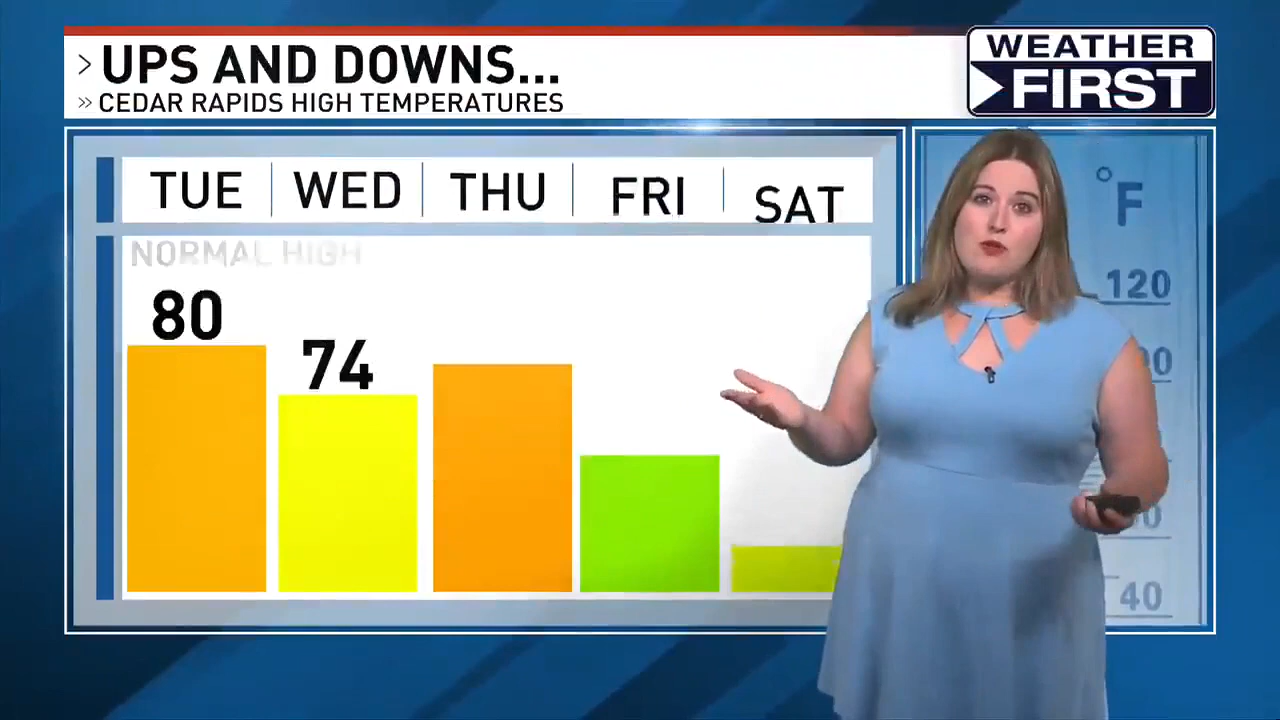 > UPS AND DOWNS...
» CEDAR RAPIDS HIGH TEMPERATURES
WEATHER
FIRST
TUE WED THU FRI SAT
NORMAL HIGH
80
74
°F
120
40